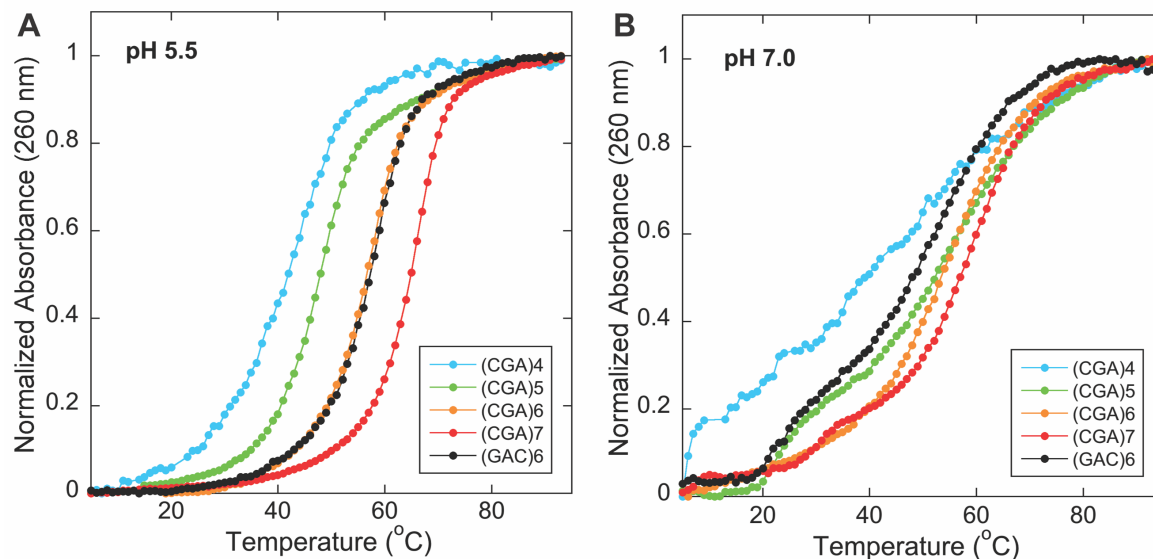 A
pH 5.5
Normalized Absorbance (260 nm)
1
0.8
0.6
0.4
0.2
0
20
40
60
80
Temperature (°C)
(CGA)4
(CGA)5
(CGA)6
(CGA)7
(GAC)6
B
pH 7.0
Normalized Absorbance (260 nm)
1
0.8
0.6
0.4
0.2
0
20
40
60
80
Temperature (°C)
(CGA)4
(CGA)5
(CGA)6
(CGA)7
(GAC)6